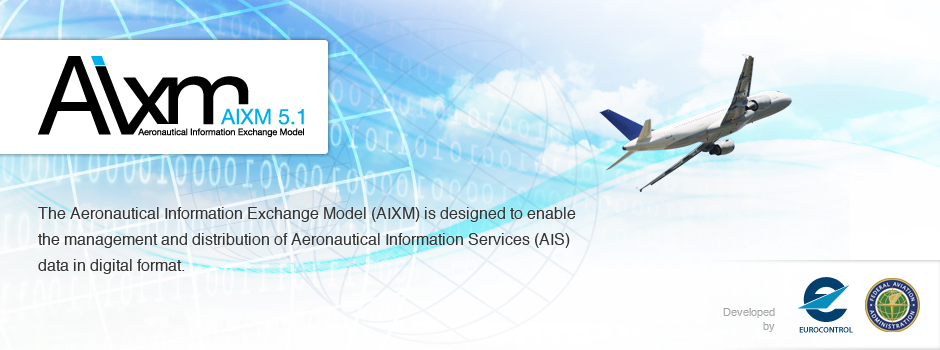 Aixm
AIXM 5.1
Aeronautical Information Exchange Model
The Aeronautical Information Exchange Model (AIXM) is designed to enable
the management and distribution of Aeronautical Information Services (AIS)
data in digital format.
Developed
by
EUROCONTROL
FEDERAL AVIATION
ADMINISTRATION